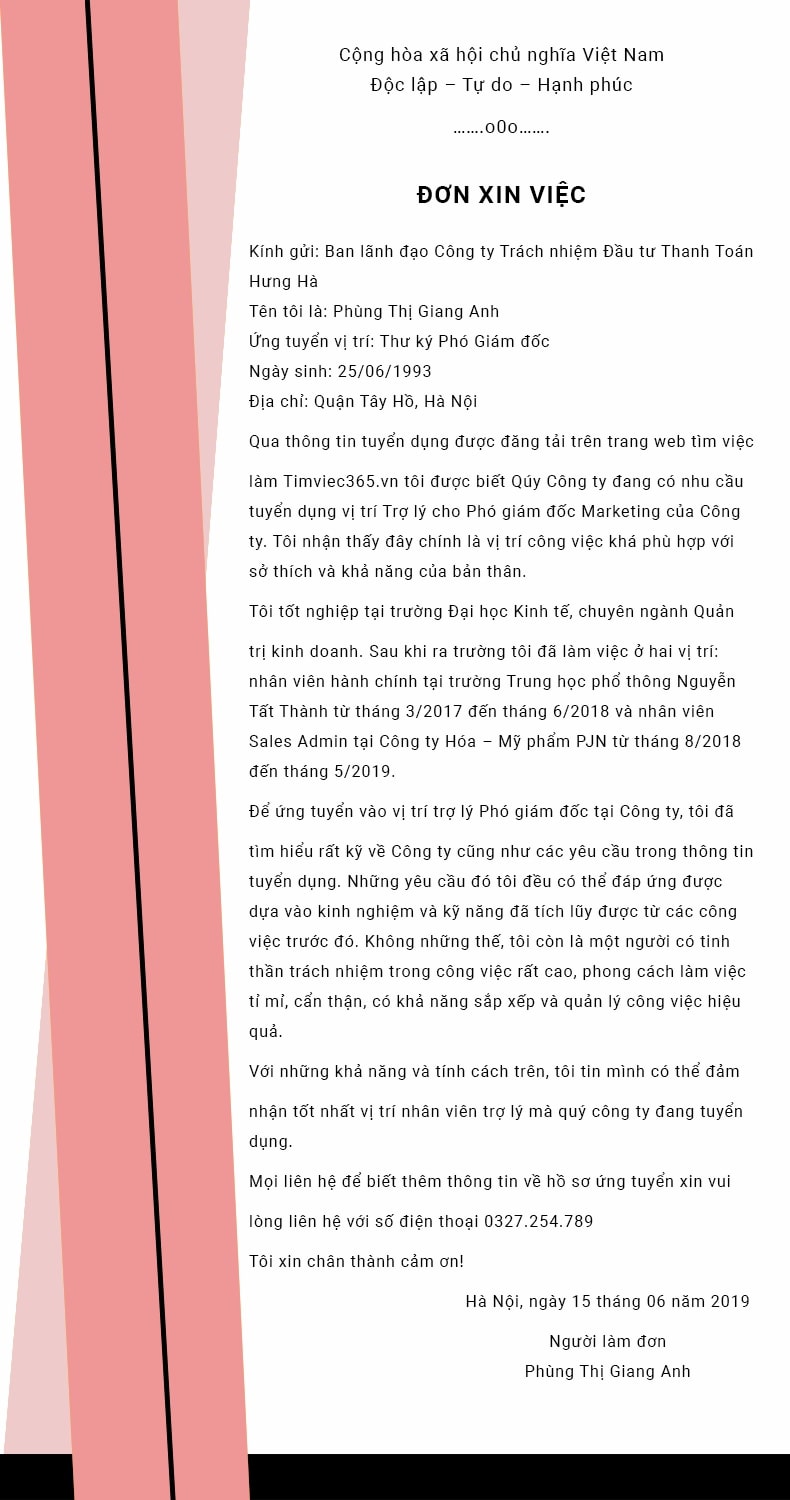 Cộng hòa xã hội chủ nghĩa Việt Nam
Độc lập – Tự do – Hạnh phúc
…….o0o…….
ĐƠN XIN VIỆC
Kính gửi: Ban lãnh đạo Công ty Trách nhiệm Đầu tư Thanh Toán
Hưng Hà
Tên tôi là: Phùng Thị Giang Anh
Ứng tuyển vị trí: Thư ký Phó Giám đốc
Ngày sinh: 25/06/1993
Địa chỉ: Quận Tây Hồ, Hà Nội
Qua thông tin tuyển dụng được đăng tải trên trang web tìm việc
làm Timviec365.vn tôi được biết Qúy Công ty đang có nhu cầu
tuyển dụng vị trí Trợ lý cho Phó giám đốc Marketing của Công
ty. Tôi nhận thấy đây chính là vị trí công việc khá phù hợp với
sở thích và khả năng của bản thân.
Tôi tốt nghiệp tại trường Đại học Kinh tế, chuyên ngành Quản
trị kinh doanh. Sau khi ra trường tôi đã làm việc ở hai vị trí:
nhân viên hành chính tại trường Trung học phổ thông Nguyễn
Tất Thành từ tháng 3/2017 đến tháng 6/2018 và nhân viên
Sales Admin tại Công ty Hóa – Mỹ phẩm PJN từ tháng 8/2018
đến tháng 5/2019.
Để ứng tuyển vào vị trí trợ lý Phó giám đốc tại Công ty, tôi đã
tìm hiểu rất kỹ về Công ty cũng như các yêu cầu trong thông tin
tuyển dụng. Những yêu cầu đó tôi đều có thể đáp ứng được
dựa vào kinh nghiệm và kỹ năng đã tích lũy được từ các công
việc trước đó. Không những thế, tôi còn là một người có tinh
thần trách nhiệm trong công việc rất cao, phong cách làm việc
tỉ mỉ, cẩn thận, có khả năng sắp xếp và quản lý công việc hiệu
quả.
Với những khả năng và tính cách trên, tôi tin mình có thể đảm
nhận tốt nhất vị trí nhân viên trợ lý mà quý công ty đang tuyển
dụng.
Mọi liên hệ để biết thêm thông tin về hồ sơ ứng tuyển xin vui
lòng liên hệ với số điện thoại 0327.254.789
Tôi xin chân thành cảm ơn!
Hà Nội, ngày 15 tháng 06 năm 2019
Người làm đơn
Phùng Thị Giang Anh